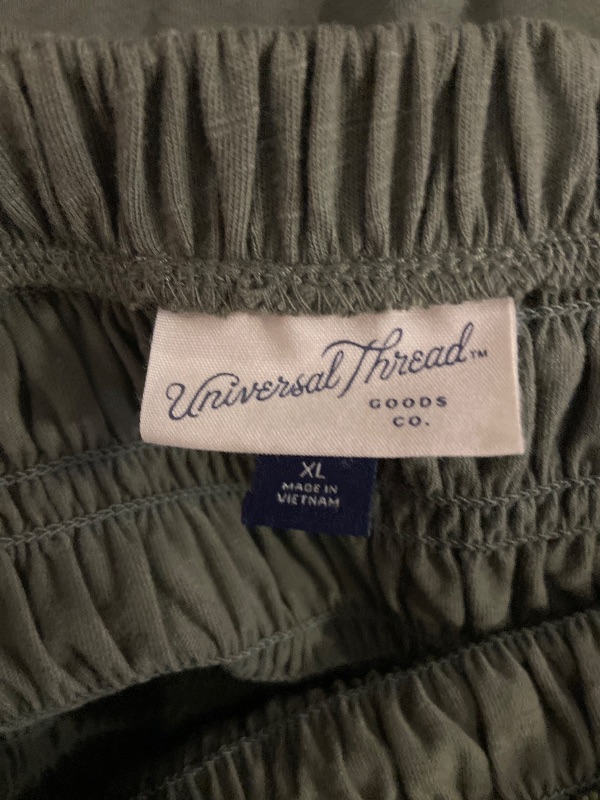 Universal Thread™
GOODS
CO.
XL
MADE IN
VIETNAM